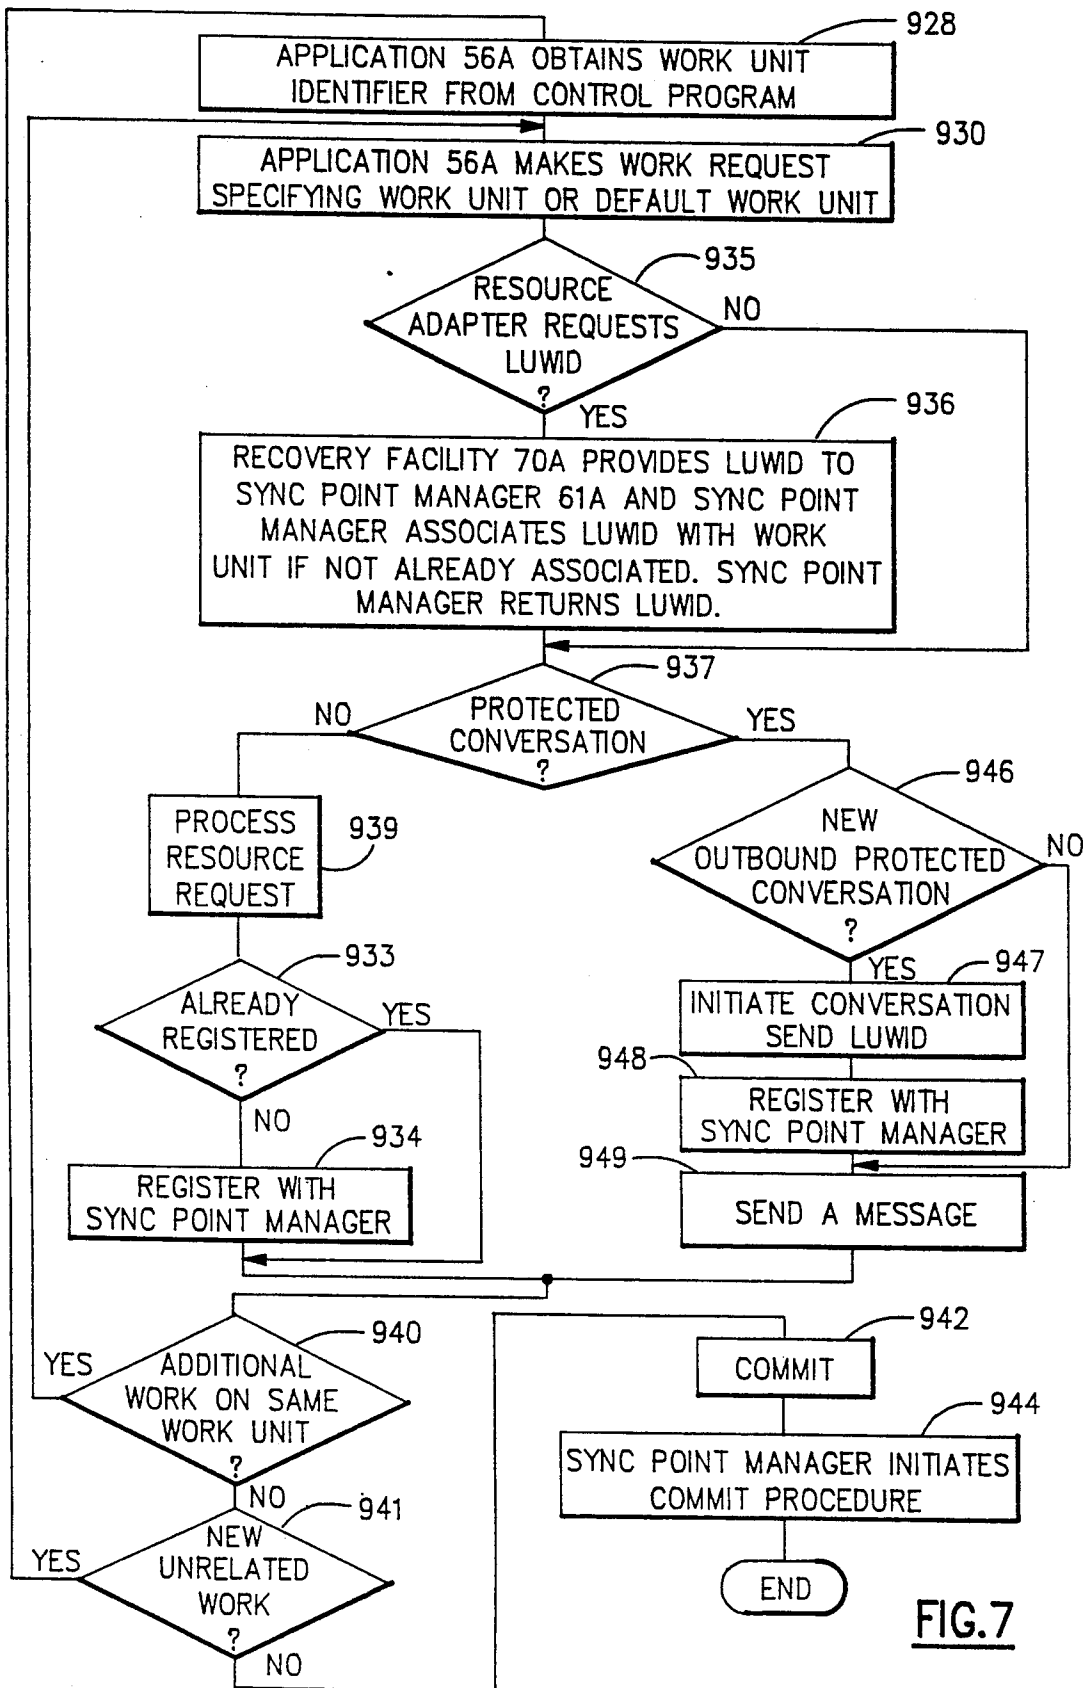 928
APPLICATION 56A OBTAINS WORK UNIT
IDENTIFIER FROM CONTROL PROGRAM
930
APPLICATION 56A MAKES WORK REQUEST
SPECIFYING WORK UNIT OR DEFAULT WORK UNIT
935
RESOURCE
ADAPTER REQUESTS
LUWID
?
NO
YES
936
RECOVERY FACILITY 70A PROVIDES LUWID TO
SYNC POINT MANAGER 61A AND SYNC POINT
MANAGER ASSOCIATES LUWID WITH WORK
UNIT IF NOT ALREADY ASSOCIATED. SYNC POINT
MANAGER RETURNS LUWID.
937
PROTECTED
CONVERSATION
?
NO
YES
PROCESS
RESOURCE
REQUEST
939
933
ALREADY
REGISTERED
?
YES
NO
934
REGISTER WITH
SYNC POINT MANAGER
946
NEW
OUTBOUND PROTECTED
CONVERSATION
?
NO
YES
947
INITIATE CONVERSATION
SEND LUWID
948
REGISTER WITH
SYNC POINT MANAGER
949
SEND A MESSAGE
940
YES
ADDITIONAL
WORK ON SAME
WORK UNIT
?
NO
941
YES
NEW
UNRELATED
WORK
?
NO
942
COMMIT
944
SYNC POINT MANAGER INITIATES
COMMIT PROCEDURE
END
FIG.7